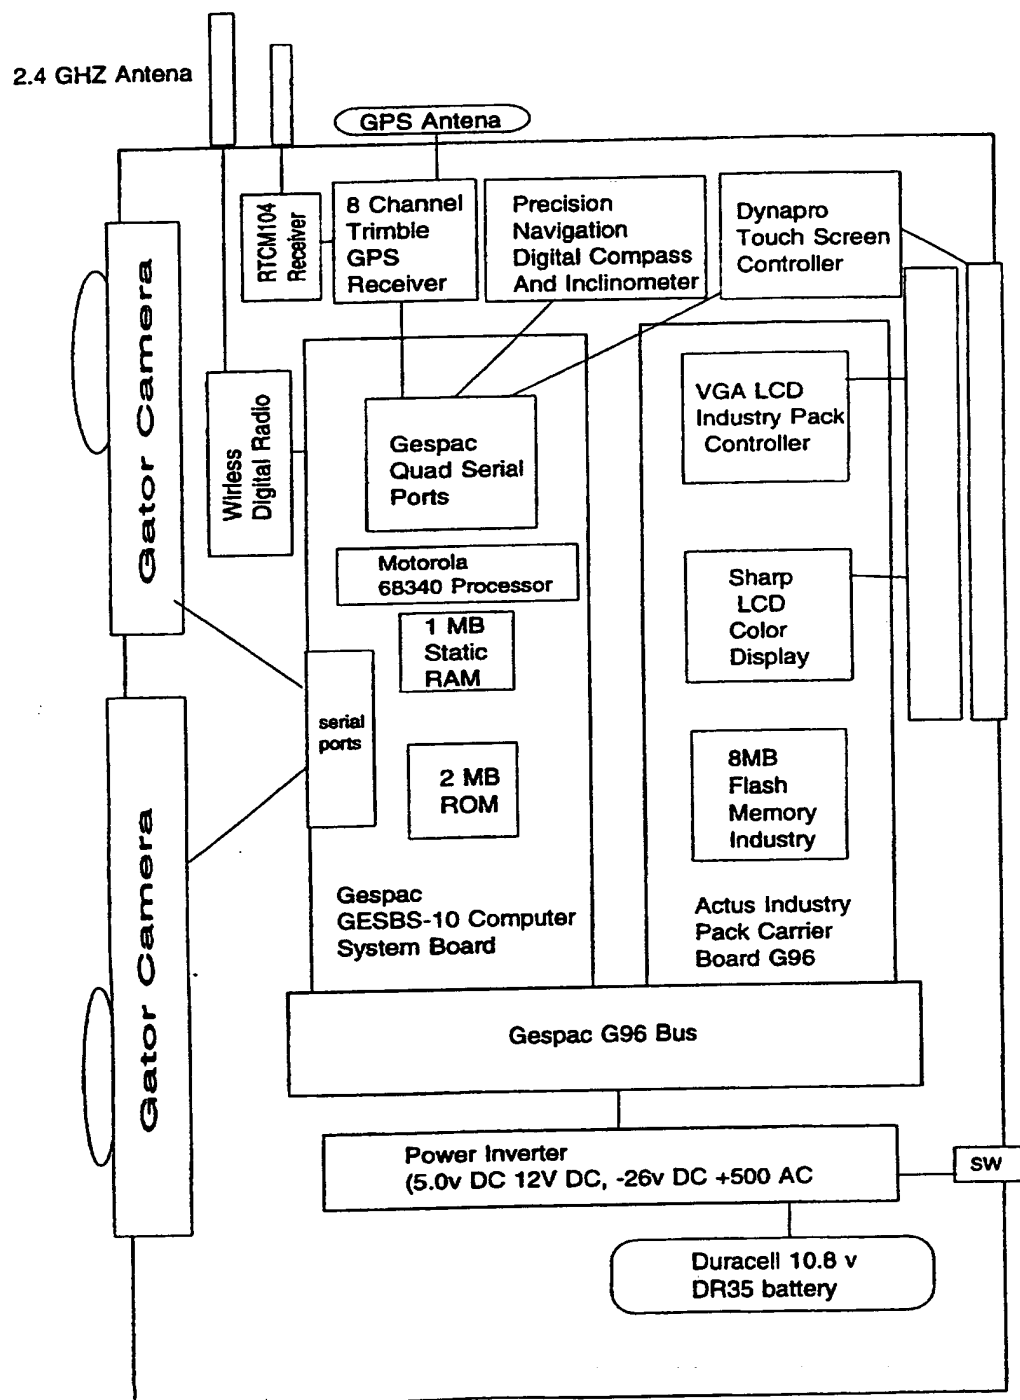 2.4 GHZ Antena
GPS Antena
RTCM104
Receiver
8 Channel
Trimble
GPS
Receiver
Precision
Navigation
Digital Compass
And Inclinometer
Dynapro
Touch Screen
Controller
Gator Camera
Wirless
Digital Radio
Gespac
Quad Serial
Ports
VGA LCD
Industry Pack
Controller
Motorola
68340 Processor
1 MB
Static
RAM
Sharp
LCD
Color
Display
serial
ports
2 MB
ROM
8MB
Flash
Memory
Industry
Gator Camera
Gespac
GESBS-10 Computer
System Board
Actus Industry
Pack Carrier
Board G96
Gespac G96 Bus
Power Inverter
(5.0v DC 12V DC, -26v DC +500 AC
SW
Duracell 10.8 v
DR35 battery